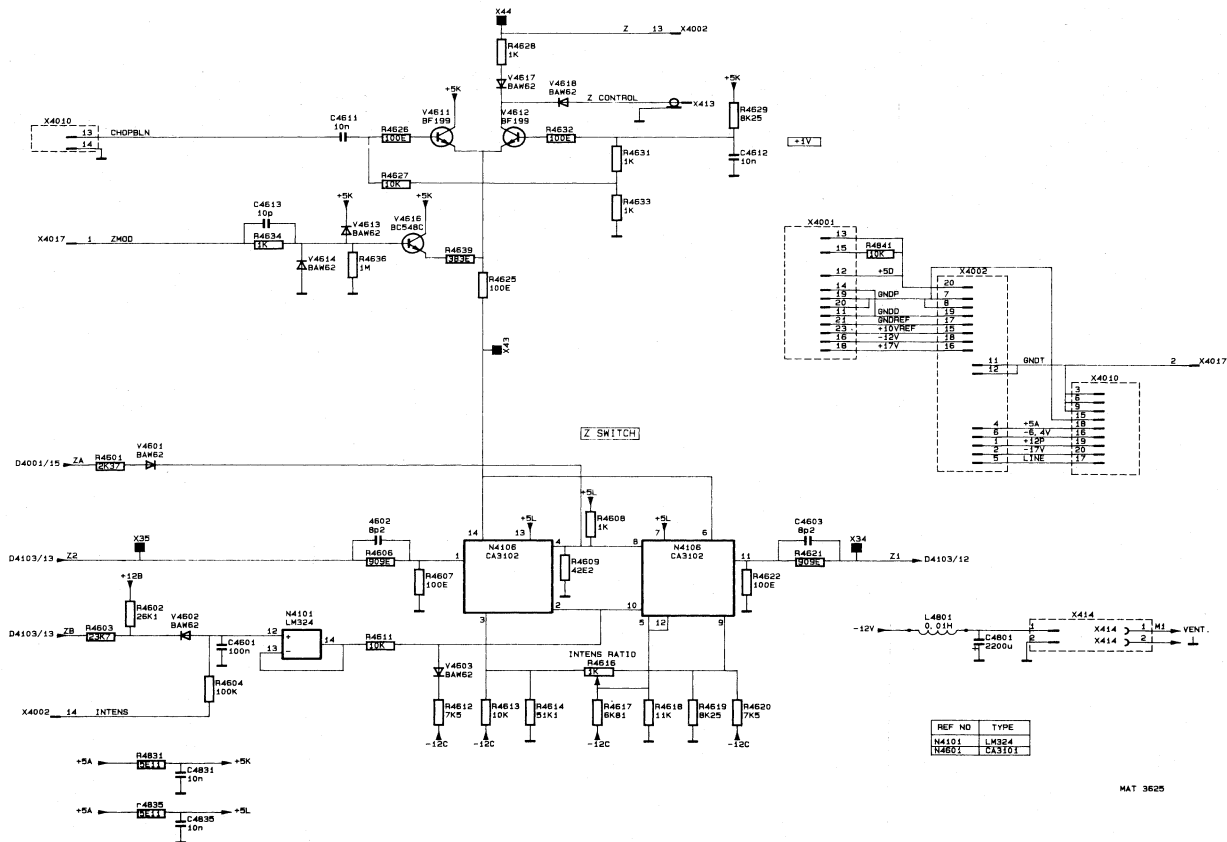 X44
Z 13 X4002
R4628
1K
V4617
BAW62
V4618
BAW62
Z CONTROL
X413
+5K
R4629
8K25
+5K
V4611
BF199
V4612
BF199
X4010
13 CHOPBLN
14
C4611
10n
R4626
100E
R4632
100E
R4631
1K
C4612
10n
+1V
R4627
10K
R4633
1K
C4613
10p
+5K
V4613
BAW62
+5K
V4616
BC548C
X4017 1 ZMOD
R4634
1K
V4614
BAW62
R4636
1M
R4639
383E
R4625
100E
X43
X4001
13
15
R4841
10K
12 +5D
X4002
20
14
19 GNDP 7
20 8
11 GNDD 19
21 GNDREF 17
23 +10VREF 15
16 -12V 18
18 +17V 16
11 GNDT 2 X4017
12
X4010
3
6
9
15
4 +5A 18
6 -6,4V 16
1 +12P 19
2 -17V 20
5 LINE 17
Z SWITCH
V4601
BAW62
D4001/15 ZA R4601
2K37
+5L
R4608
1K
4602
8p2
14
+5L
13
+5L
7
6
C4603
8p2
X35
X34
D4103/13 Z2
R4606
909E
1
N4106
CA3102
4
8
N4106
CA3102
11
R4621
909E
Z1 D4103/12
R4609
42E2
R4607
100E
R4622
100E
+12B
R4602
26K1
V4602
BAW62
N4101
LM324
2
10
3
5
12
9
D4103/13 ZB R4603
23K7
C4601
100n
12 +
13 -
14
R4611
10K
INTENS RATIO
R4616
1K
V4603
BAW62
R4604
100K
X4002 14 INTENS
R4612
7K5
R4613
10K
R4614
51K1
R4617
6K81
R4618
11K
R4619
8K25
R4620
7K5
-12C
-12C
-12C
-12C
L4801
0.01H
-12V
C4801
2200u
X414
1 X414 1 M1 VENT.
2 X414 2
REF NO TYPE
N4101 LM324
N4601 CA3101
R4831
5E11
+5A +5K
C4831
10n
r4835
5E11
+5A +5L
C4835
10n
MAT 3625